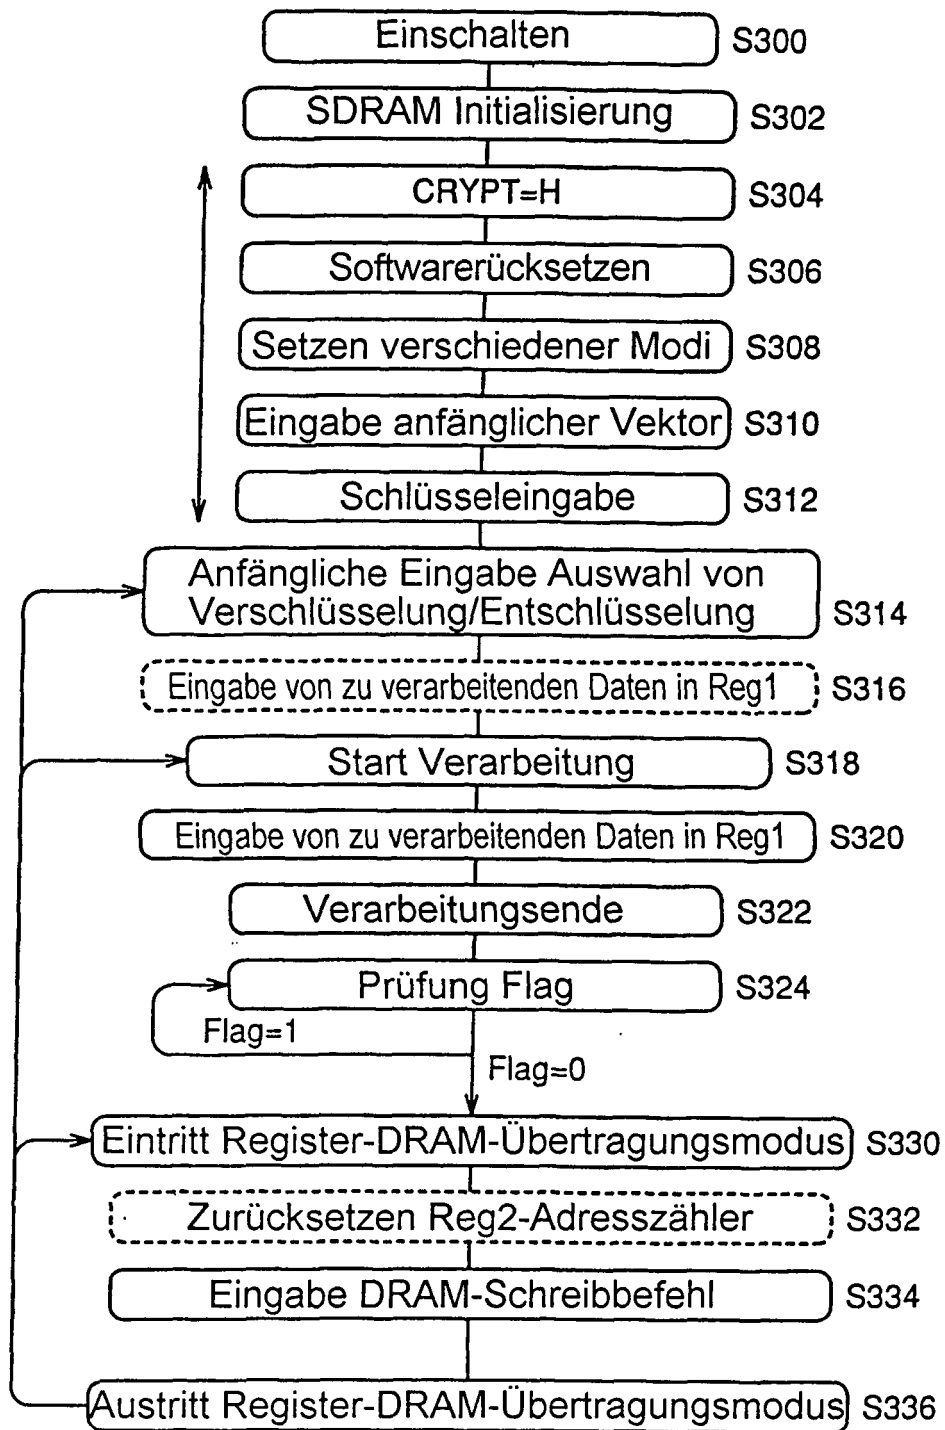 Einschalten S300
SDRAM Initialisierung S302
CRYPT=H S304
Softwarerücksetzen S306
Setzen verschiedener Modi S308
Eingabe anfänglicher Vektor S310
Schlüsseleingabe S312
Anfängliche Eingabe Auswahl von
Verschlüsselung/Entschlüsselung S314
Eingabe von zu verarbeitenden Daten in Reg1 S316
Start Verarbeitung S318
Eingabe von zu verarbeitenden Daten in Reg1 S320
Verarbeitungsende S322
Prüfung Flag S324
Flag=1
Flag=0
Eintritt Register-DRAM-Übertragungsmodus S330
Zurücksetzen Reg2-Adresszähler S332
Eingabe DRAM-Schreibbefehl S334
Austritt Register-DRAM-Übertragungsmodus S336